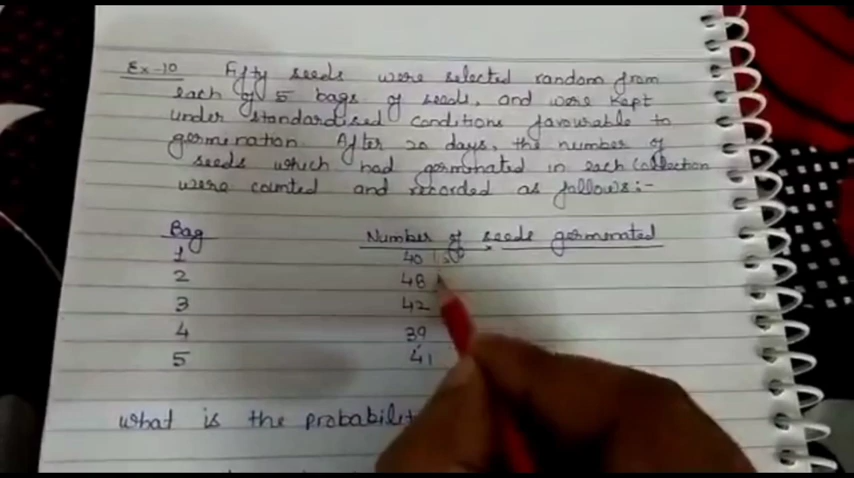 Ex-10 Fifty seeds were selected random from
each of 5 bags of seeds, and were kept
under standardised conditions favourable to
germination. After 20 days, the number of
seeds which had germinated in each collection
were counted and recorded as follows:-
Bag Number of seeds germinated
1 40
2 48
3 42
4 39
5 41
what is the probabilit